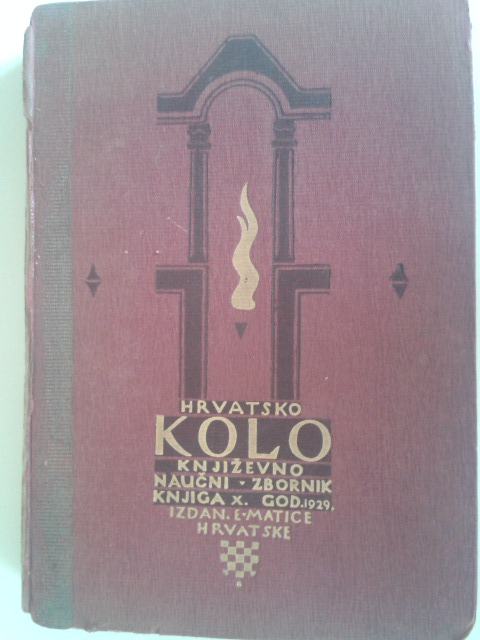 HRVATSKO
KOLO
KNJIŽEVNO
NAUČNI · ZBORNIK
KNJIGA X. GOD. 1929.
IZDAN. E·MATICE
HRVATSKE